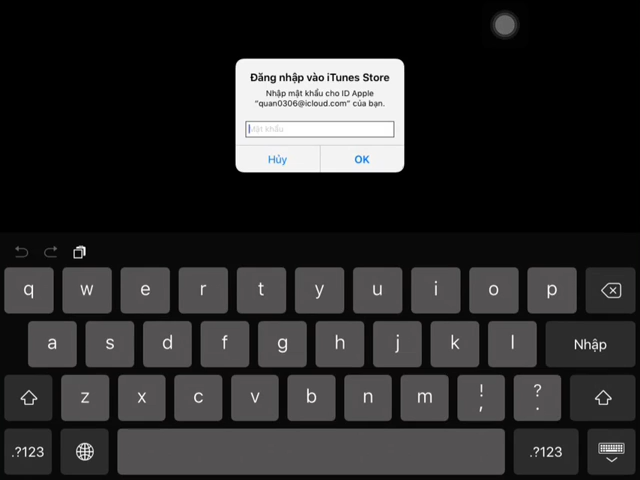 Đăng nhập vào iTunes Store
Nhập mật khẩu cho ID Apple
“quan0306@icloud.com” của bạn.
Mật khẩu
Hủy OK
q w e r t y u i o p
a s d f g h j k l Nhập
z x c v b n m ! , ? .
.?123 .?123